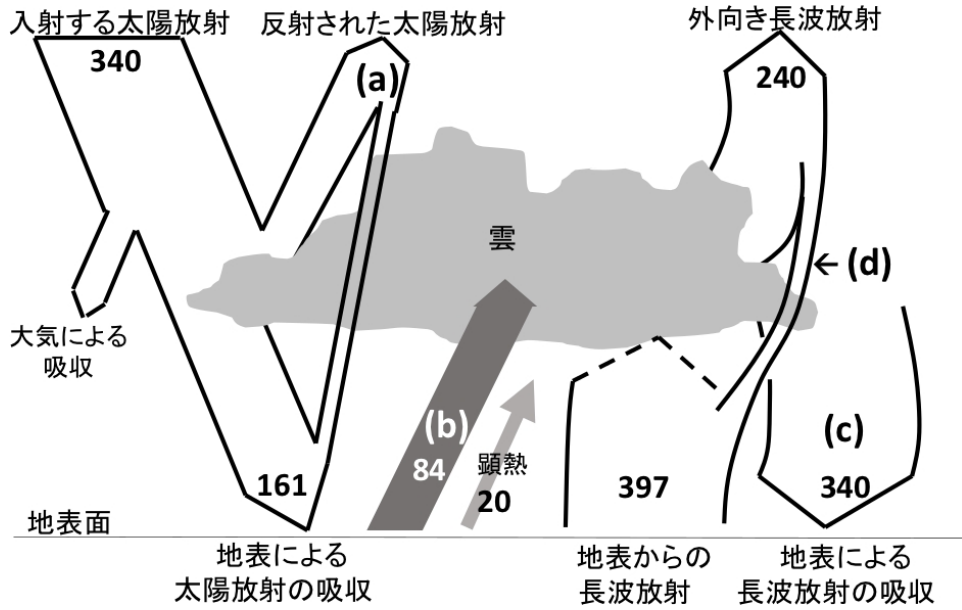 入射する太陽放射
340
反射された太陽放射
(a)
外向き長波放射
240
雲
← (d)
大気による
吸収
(b)
84
顕熱
20
161
397
(c)
340
地表面
地表による
太陽放射の吸収
地表からの
長波放射
地表による
長波放射の吸収